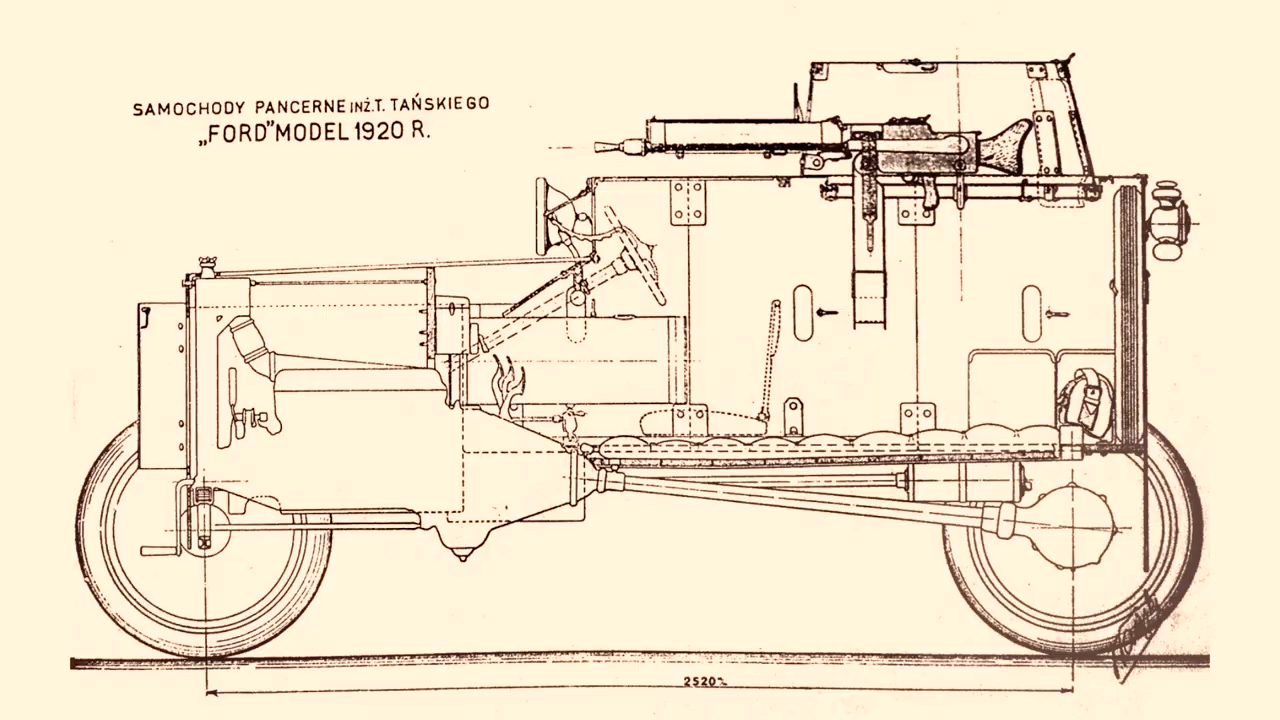 SAMOCHODY PANCERNE INŻ.T. TAŃSKIEGO
„FORD” MODEL 1920 R.
2520